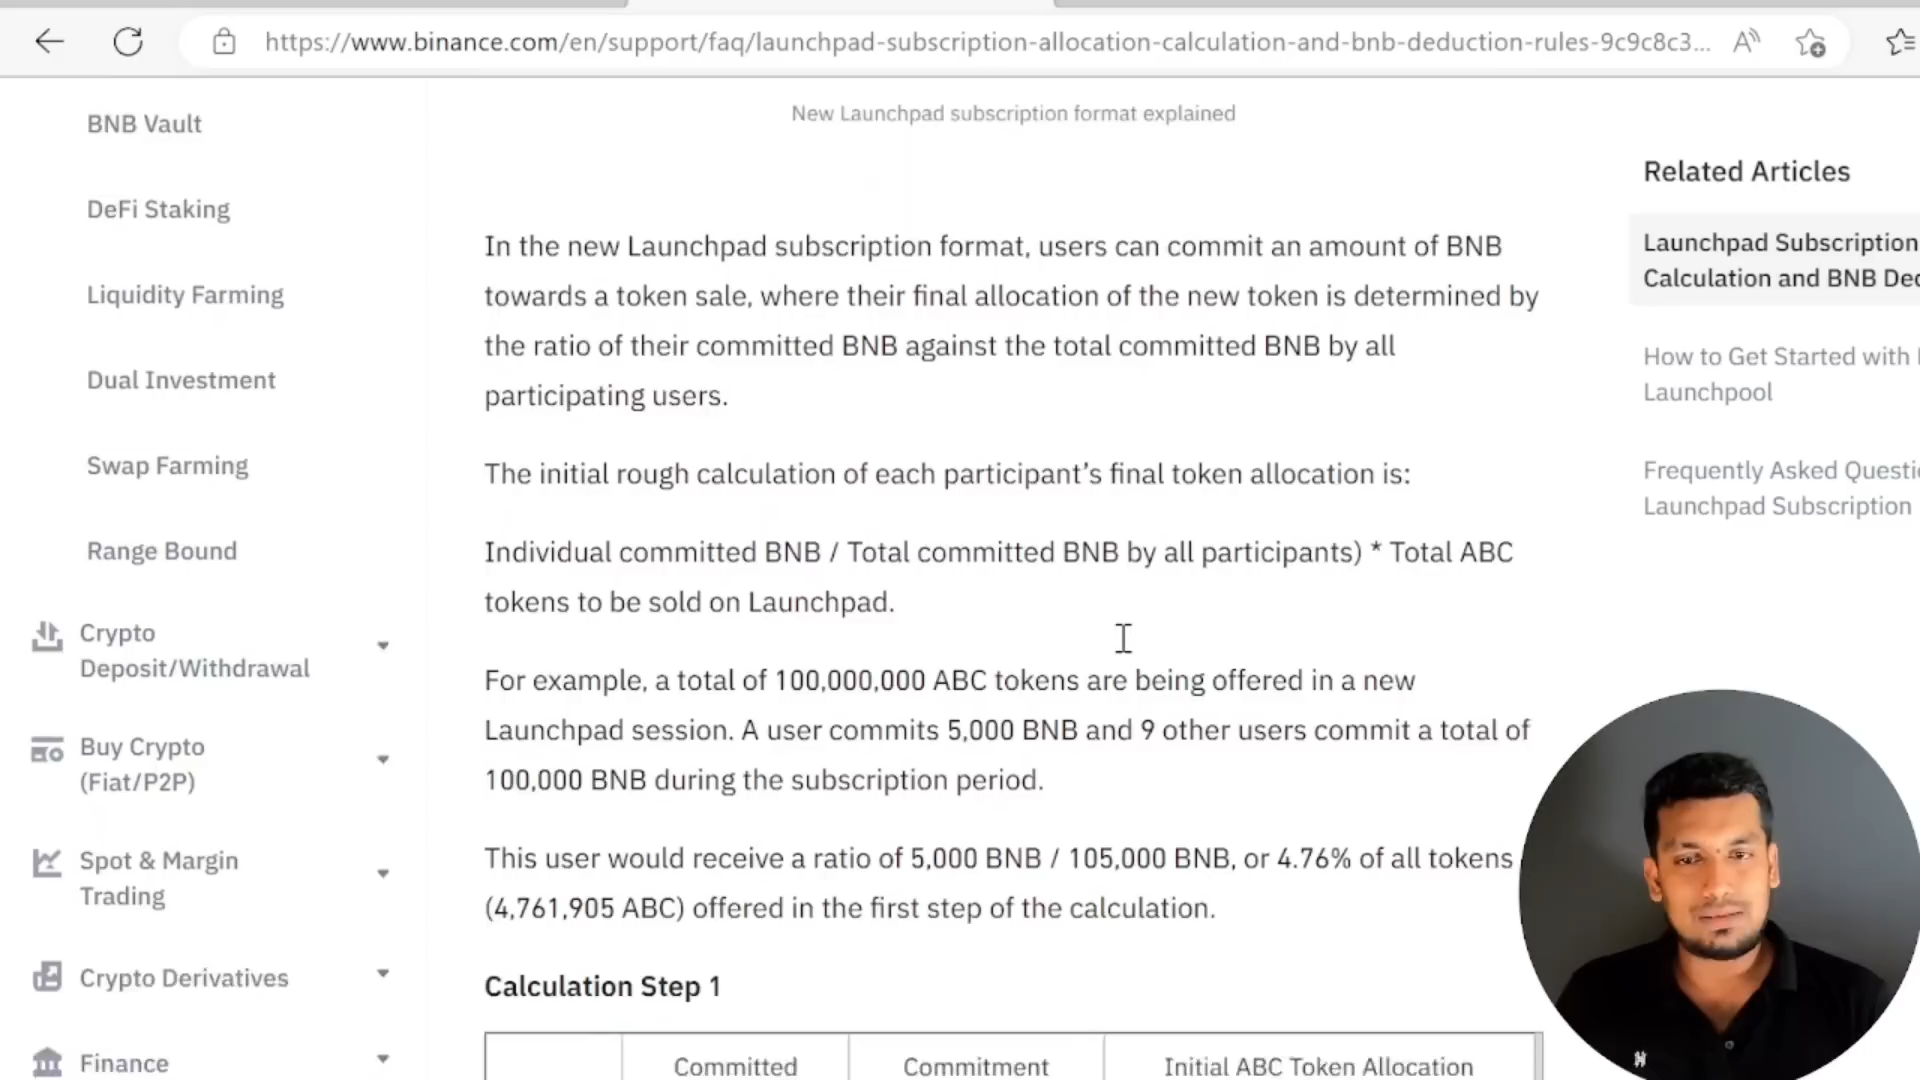 https://www.binance.com/en/support/faq/launchpad-subscription-allocation-calculation-and-bnb-deduction-rules-9c9c8c3...
BNB Vault
DeFi Staking
Liquidity Farming
Dual Investment
Swap Farming
Range Bound
Crypto
Deposit/Withdrawal
Buy Crypto
(Fiat/P2P)
Spot & Margin
Trading
Crypto Derivatives
Finance
New Launchpad subscription format explained
In the new Launchpad subscription format, users can commit an amount of BNB
towards a token sale, where their final allocation of the new token is determined by
the ratio of their committed BNB against the total committed BNB by all
participating users.
The initial rough calculation of each participant’s final token allocation is:
Individual committed BNB / Total committed BNB by all participants) * Total ABC
tokens to be sold on Launchpad.
For example, a total of 100,000,000 ABC tokens are being offered in a new
Launchpad session. A user commits 5,000 BNB and 9 other users commit a total of
100,000 BNB during the subscription period.
This user would receive a ratio of 5,000 BNB / 105,000 BNB, or 4.76% of all tokens
(4,761,905 ABC) offered in the first step of the calculation.
Calculation Step 1
Committed
Commitment
Initial ABC Token Allocation
Related Articles
Launchpad Subscription
Calculation and BNB
How to Get Started with
Launchpool
Frequently Asked
Launchpad Subscription